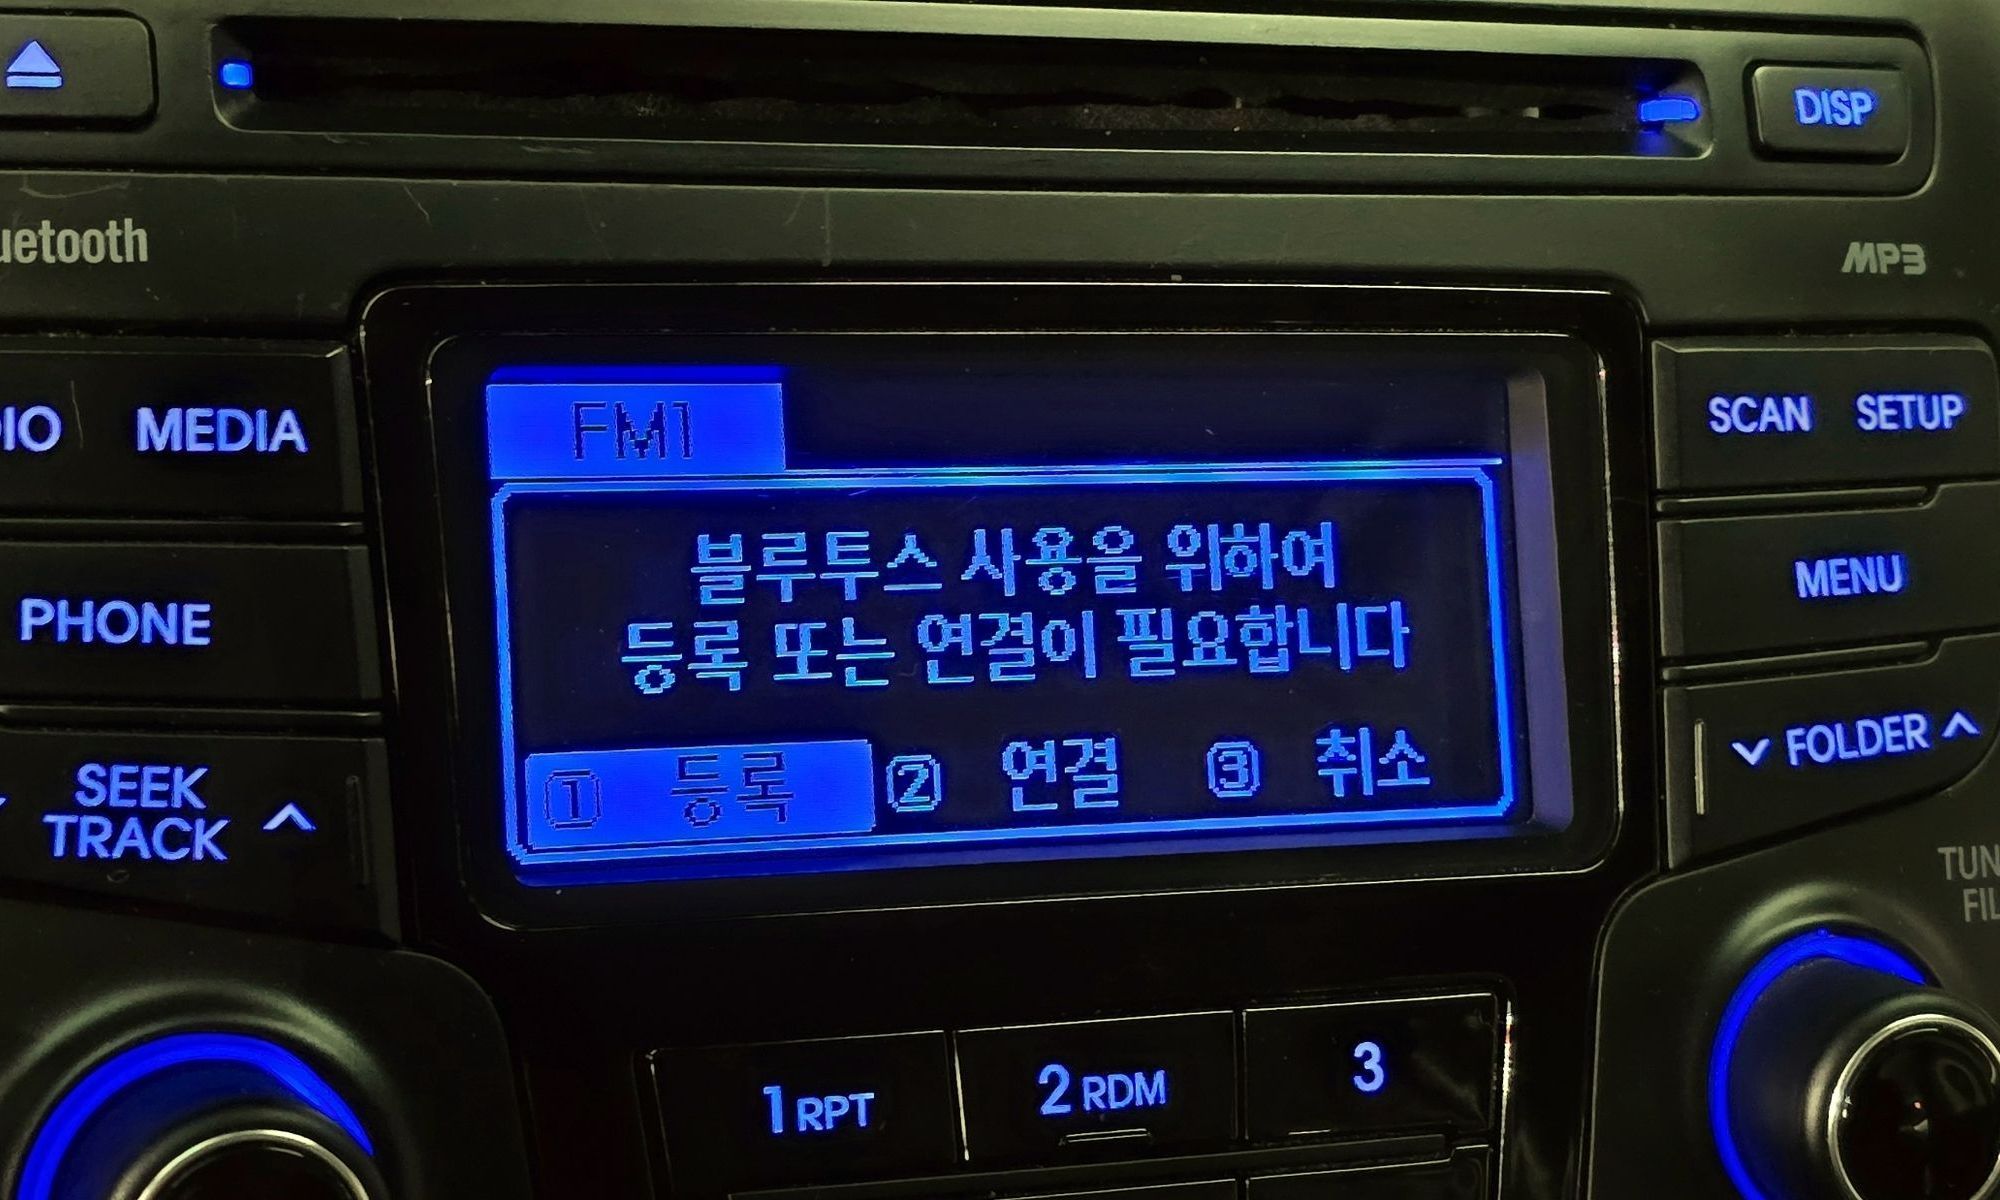 DISP
MP3
MEDIA
SCAN SETUP
FM1
블루투스 사용을 위하여
등록 또는 연결이 필요합니다
① 등록 ② 연결 ③ 취소
MENU
PHONE
FOLDER
SEEK
TRACK
1 RPT
2 RDM
3